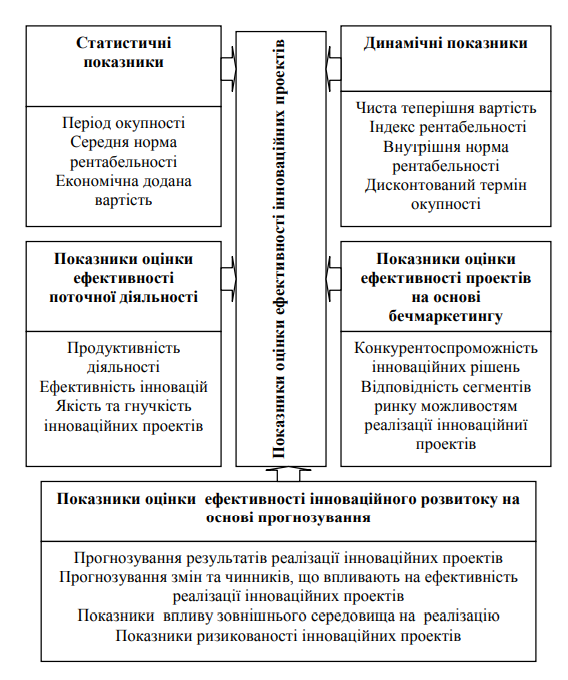 Статистичні
показники
Період окупності
Середня норма
рентабельності
Економічна додана
вартість
Показники оцінки ефективності інноваційних проектів
Динамічні показники
Чиста теперішня вартість
Індекс рентабельності
Внутрішня норма
рентабельності
Дисконтований термін
окупності
Показники оцінки
ефективності
поточної діяльності
Продуктивність
діяльності
Ефективність інновацій
Якість та гнучкість
інноваційних проектів
Показники оцінки
ефективності проектів
на основі
бечмаркетингу
Конкурентоспроможність
інноваційних рішень
Відповідність сегментів
ринку можливостям
реалізації інноваційниї
проектів
Показники оцінки ефективності інноваційного розвитоку на
основі прогнозування
Прогнозування результатів реалізації інноваційних проектів
Прогнозування змін та чинників, що впливають на ефективність
реалізації інноваційних проектів
Показники впливу зовнішнього середовища на реалізацію
Показники ризикованості інноваційних проектів